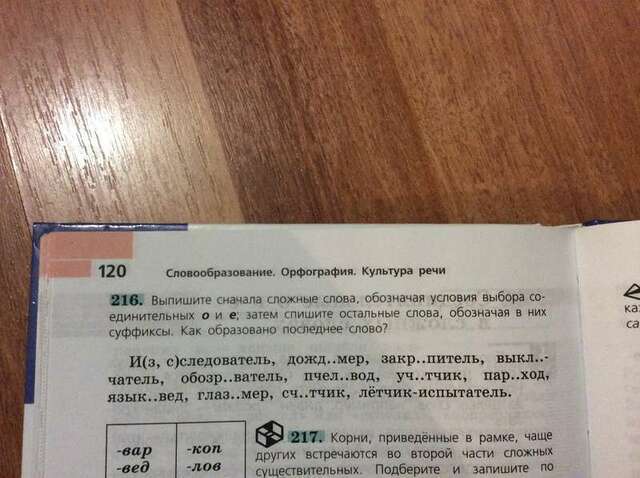 120 Словообразование. Орфография. Культура речи
216. Выпишите сначала сложные слова, обозначая условия выбора со-
единительных о и е; затем спишите остальные слова, обозначая в них
суффиксы. Как образовано последнее слово?
И(з, с)следователь, дожд..мер, закр..питель, выкл..-
чатель, обозр..ватель, пчел..вод, уч..тчик, пар..ход,
язык..вед, глаз..мер, сч..тчик, лётчик-испытатель.
-вар -коп
-вед -лов
217. Корни, приведённые в рамке, чаще
других встречаются во второй части сложных
существительных. Подберите и запишите по
каз
са